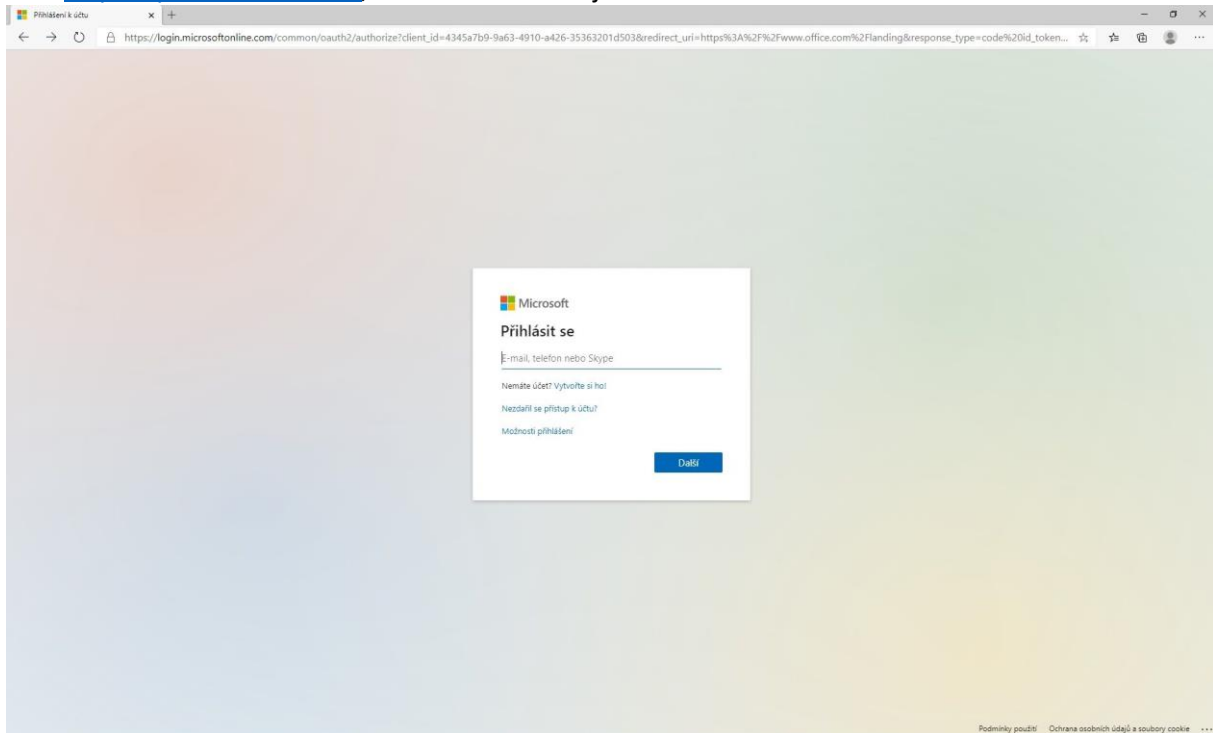 Přihlášení k účtu
https://login.microsoftonline.com/common/oauth2/authorize?client_id=4345a7b9-9a63-4910-a426-35363201d503&redirect_uri=https%3A%2F%2Fwww.office.com%2Flanding&response_type=code%20id_token...
Microsoft
Přihlásit se
E-mail, telefon nebo Skype
Nemáte účet? Vytvořte si ho!
Nezdařil se přístup k účtu?
Možnosti přihlášení
Další
Podmínky použití Ochrana osobních údajů a soubory cookie ...